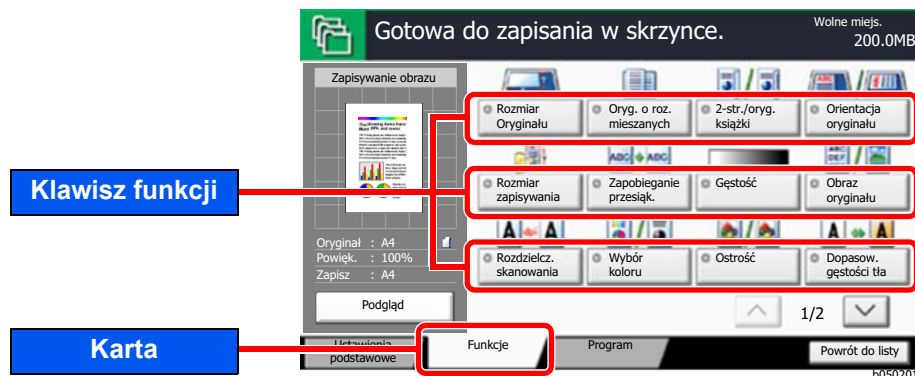 Gotowa do zapisania w skrzynce.
Wolne miejs.
200.0MB
Zapisywanie obrazu
Rozmiar
Oryginału
Oryg. o roz.
mieszanych
2-str./oryg.
książki
Orientacja
oryginału
ABC
ABC
ABC
DEF
Klawisz funkcji
Rozmiar
zapisywania
Zapobieganie
przesiąk.
Gęstość
Obraz
oryginału
A A
A A
Oryginał : A4
Powięk. : 100%
Zapisz : A4
Rozdzielcz.
skanowania
Wybór
koloru
Ostrość
Dopasow.
gęstości tła
Podgląd
1/2
Karta
Ustawienia
podstawowe
Funkcje
Program
Powrót do listy